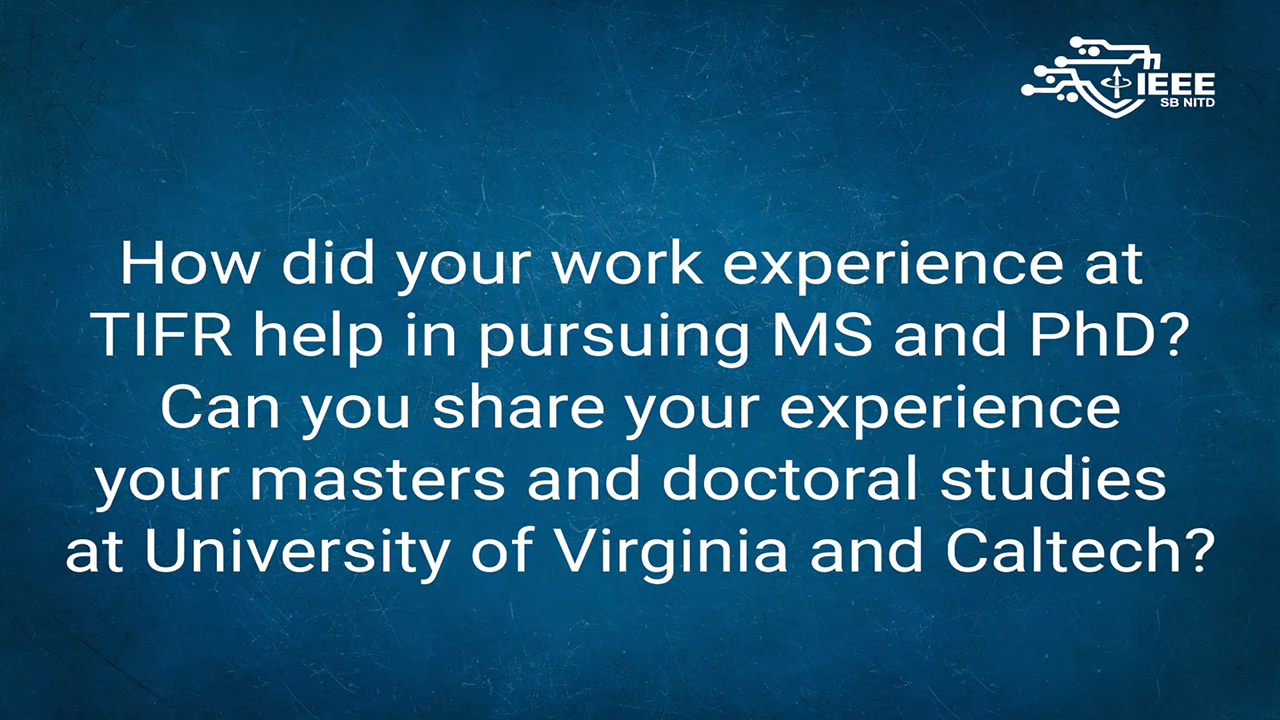 IEEE
SB NITD
How did your work experience at
TIFR help in pursuing MS and PhD?
Can you share your experience
your masters and doctoral studies
at University of Virginia and Caltech?